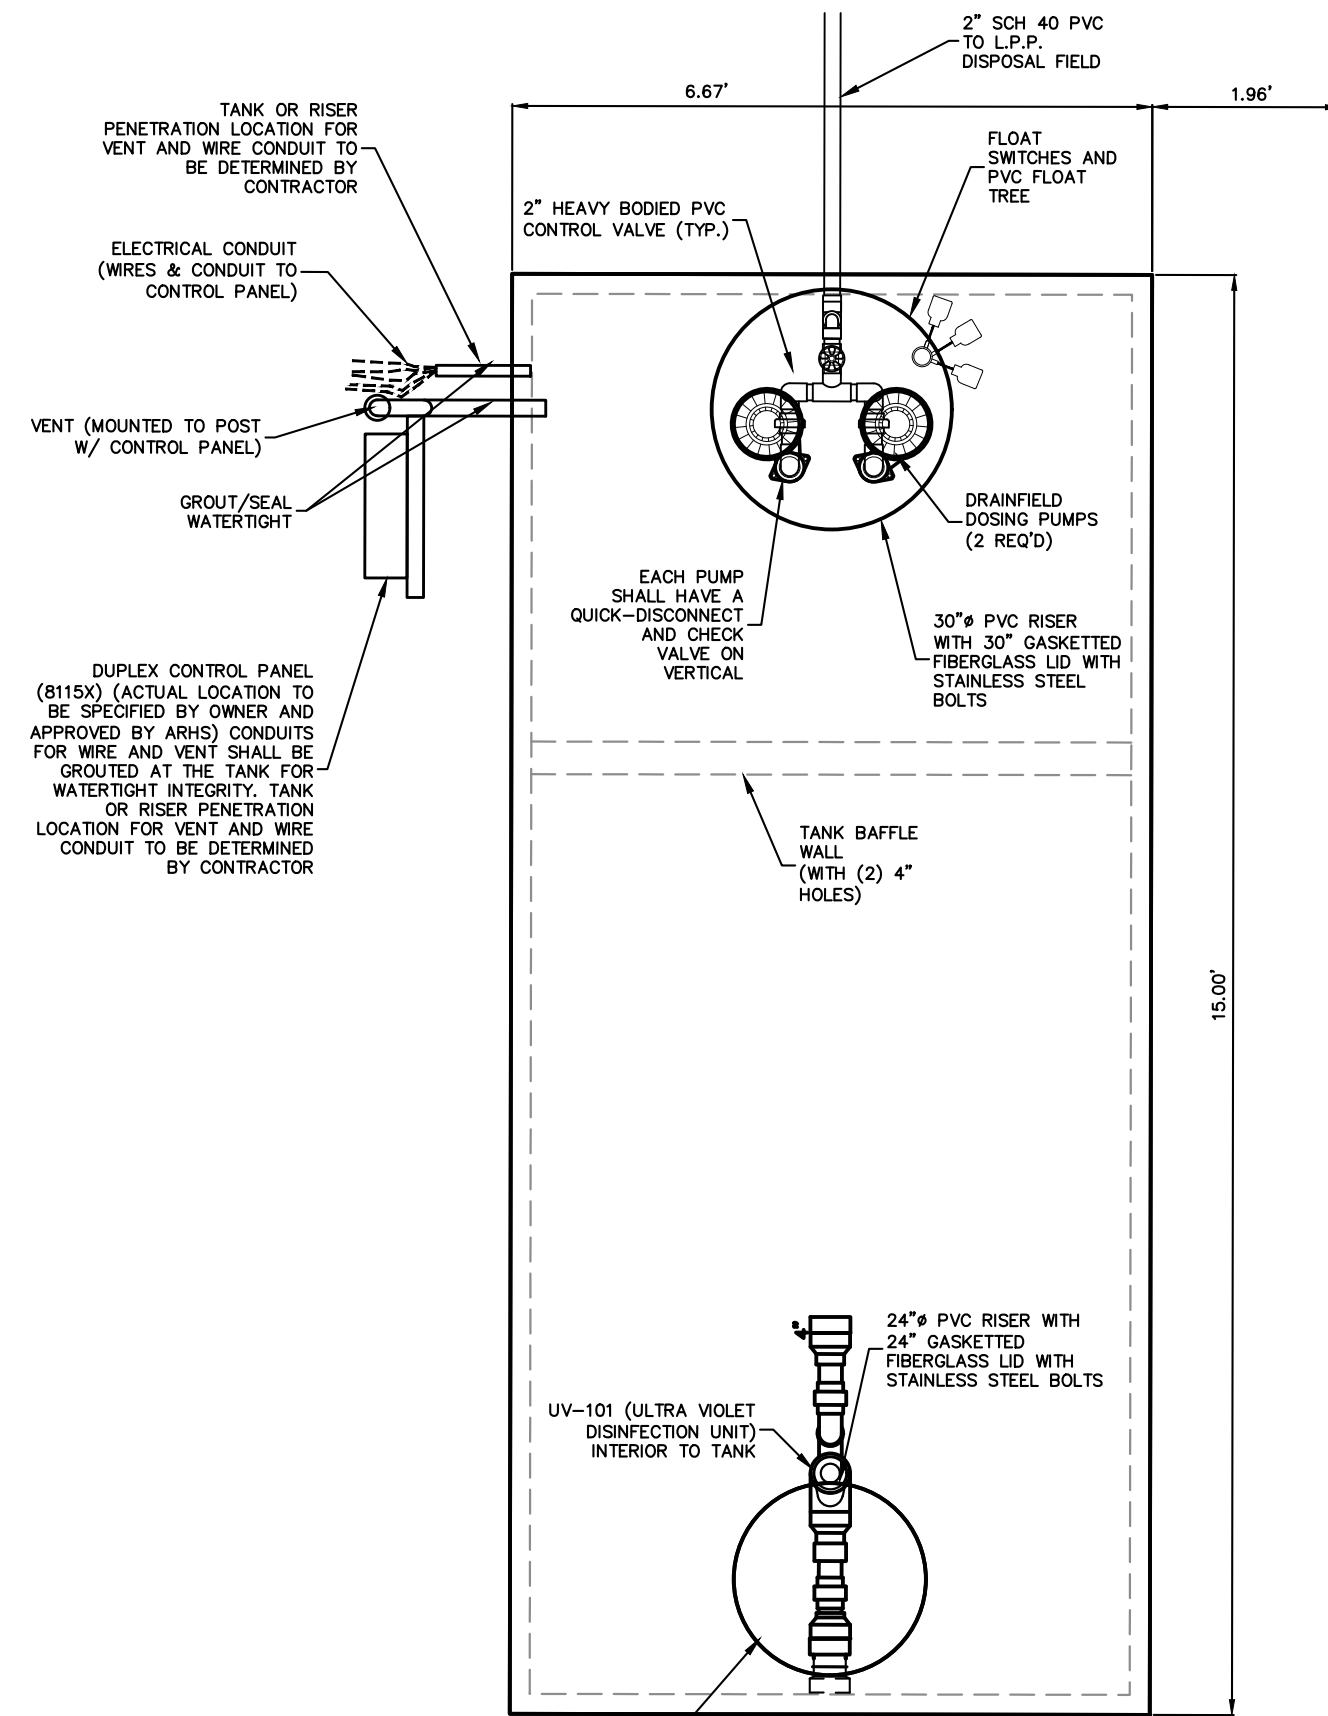 2" SCH 40 PVC
TO L.P.P.
DISPOSAL FIELD
6.67'
1.96'
TANK OR RISER
PENETRATION LOCATION FOR
VENT AND WIRE CONDUIT TO
BE DETERMINED BY
CONTRACTOR
FLOAT
SWITCHES AND
PVC FLOAT
TREE
2" HEAVY BODIED PVC
CONTROL VALVE (TYP.)
ELECTRICAL CONDUIT
(WIRES & CONDUIT TO
CONTROL PANEL)
VENT (MOUNTED TO POST
W/ CONTROL PANEL)
GROUT/SEAL
WATERTIGHT
DRAINFIELD
DOSING PUMPS
(2 REQ'D)
EACH PUMP
SHALL HAVE A
QUICK-DISCONNECT
AND CHECK
VALVE ON
VERTICAL
30"ø PVC RISER
WITH 30" GASKETTED
FIBERGLASS LID WITH
STAINLESS STEEL
BOLTS
DUPLEX CONTROL PANEL
(8115X) (ACTUAL LOCATION TO
BE SPECIFIED BY OWNER AND
APPROVED BY ARHS) CONDUITS
FOR WIRE AND VENT SHALL BE
GROUTED AT THE TANK FOR
WATERTIGHT INTEGRITY. TANK
OR RISER PENETRATION
LOCATION FOR VENT AND WIRE
CONDUIT TO BE DETERMINED
BY CONTRACTOR
TANK BAFFLE
WALL
(WITH (2) 4"
HOLES)
15.00'
4"
24"ø PVC RISER WITH
24" GASKETTED
FIBERGLASS LID WITH
STAINLESS STEEL BOLTS
UV-101 (ULTRA VIOLET
DISINFECTION UNIT)
INTERIOR TO TANK